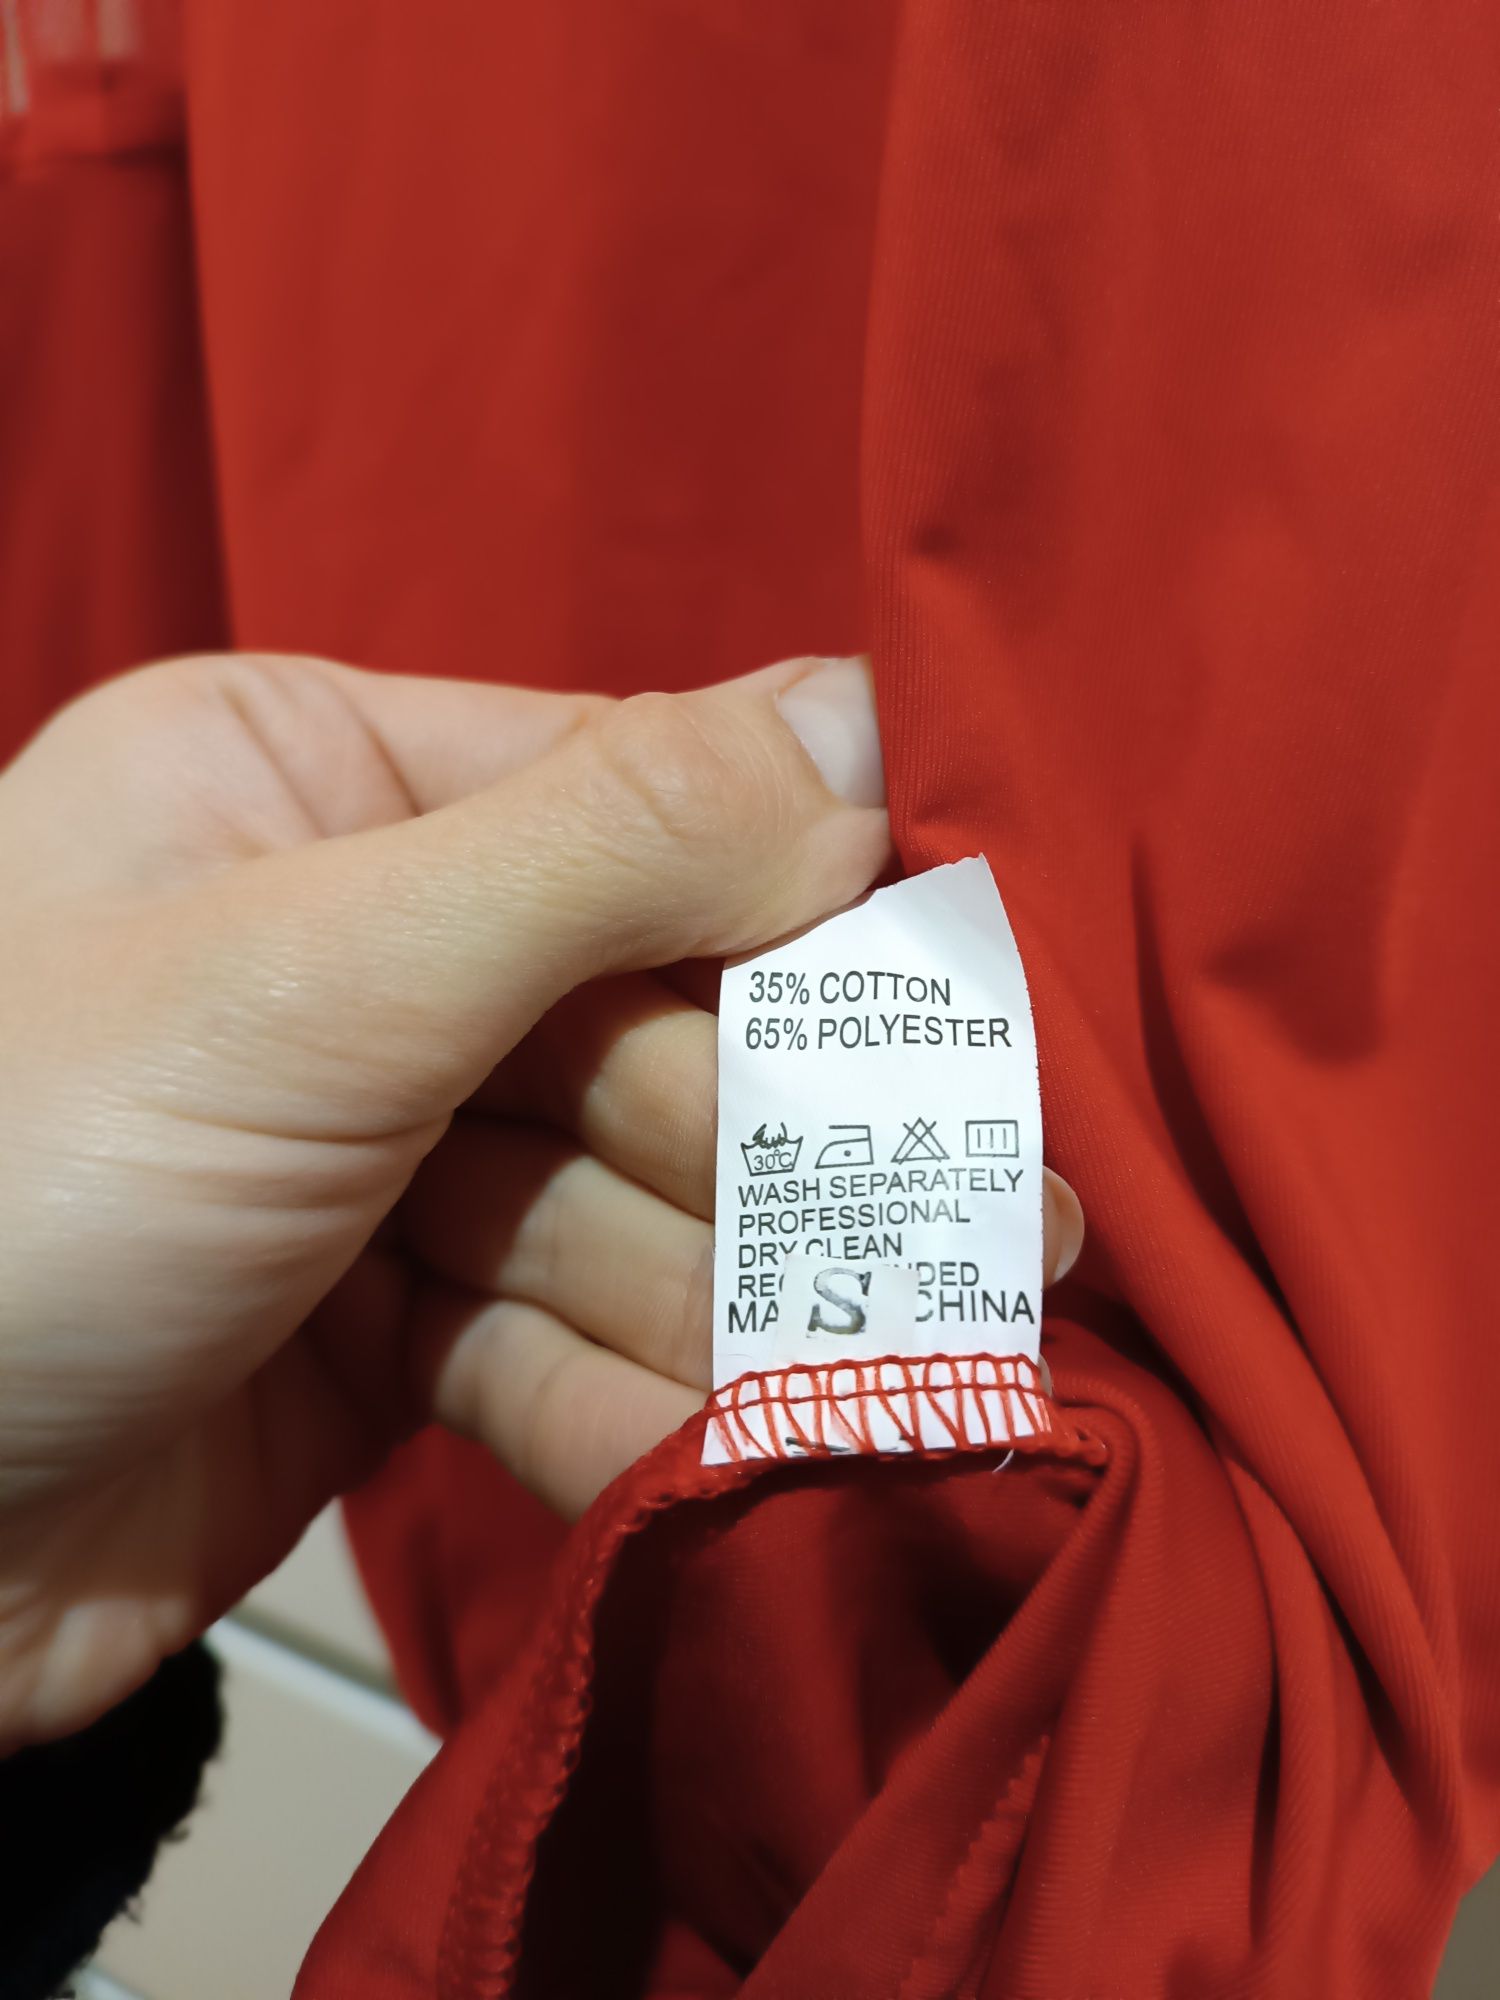 35% COTTON
65% POLYESTER
30°C
WASH SEPARATELY
PROFESSIONAL
DRY CLEAN
S
CHINA